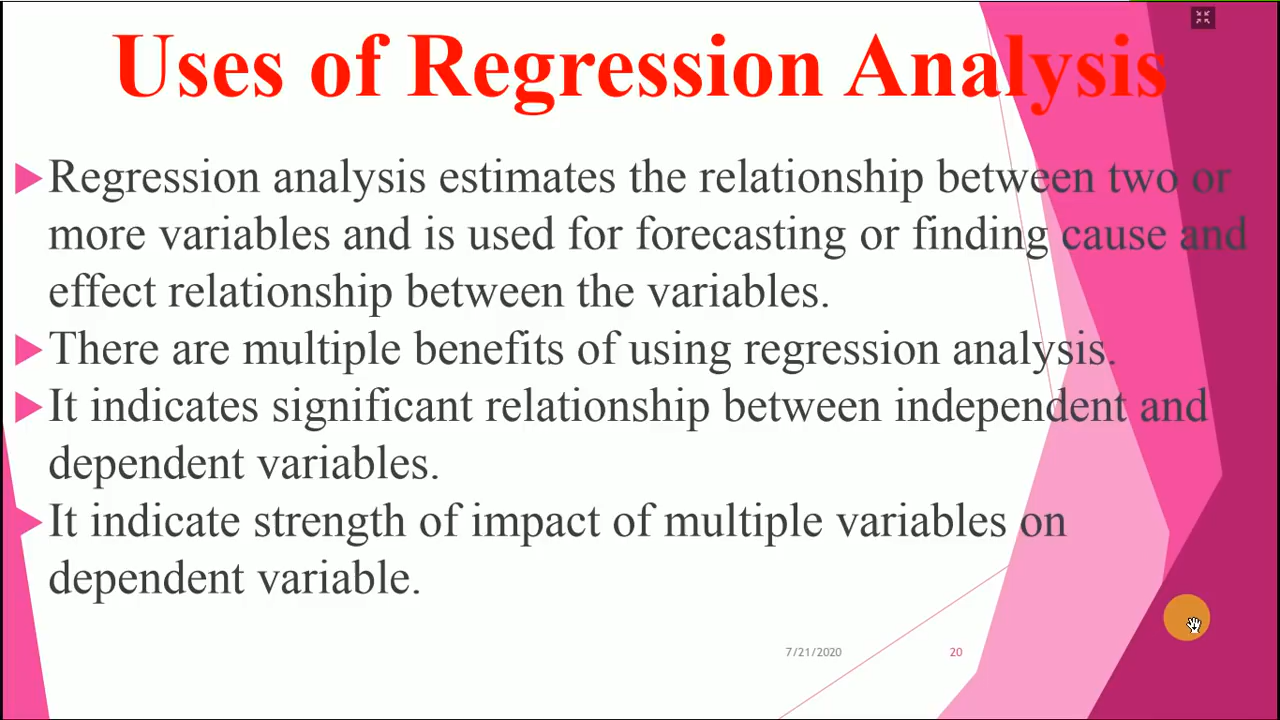 Uses of Regression Analysis
Regression analysis estimates the relationship between two or
more variables and is used for forecasting or finding cause and
effect relationship between the variables.
There are multiple benefits of using regression analysis.
It indicates significant relationship between independent and
dependent variables.
It indicate strength of impact of multiple variables on
dependent variable.
7/21/2020
20